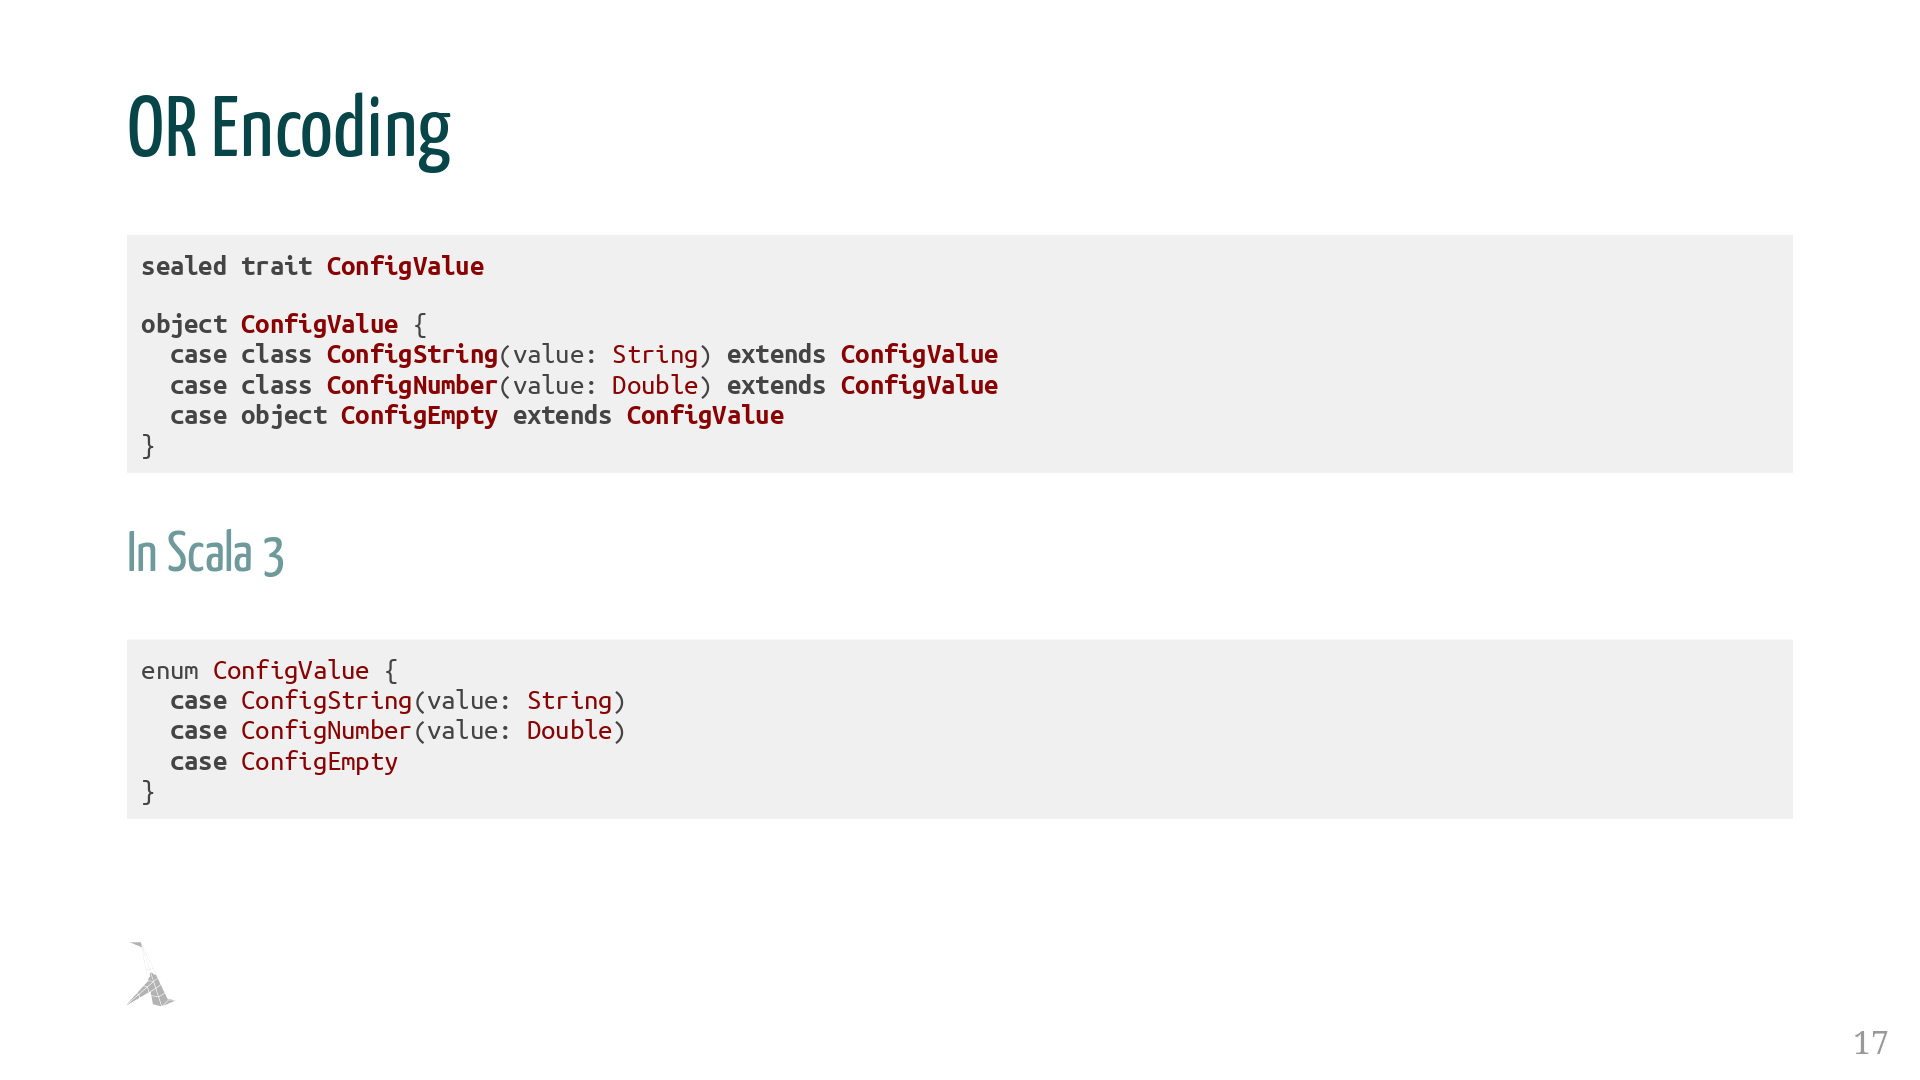 OR Encoding
sealed trait ConfigValue
object ConfigValue {
  case class ConfigString(value: String) extends ConfigValue
  case class ConfigNumber(value: Double) extends ConfigValue
  case object ConfigEmpty extends ConfigValue
}
In Scala 3
enum ConfigValue {
  case ConfigString(value: String)
  case ConfigNumber(value: Double)
  case ConfigEmpty
}
17